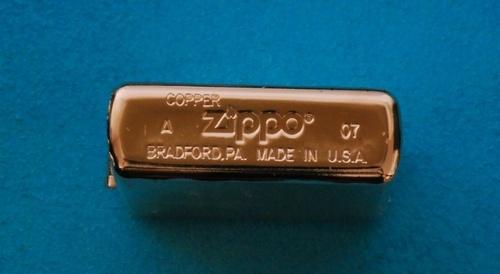 COPPER
A Zippo® 07
BRADFORD, PA. MADE IN U.S.A.